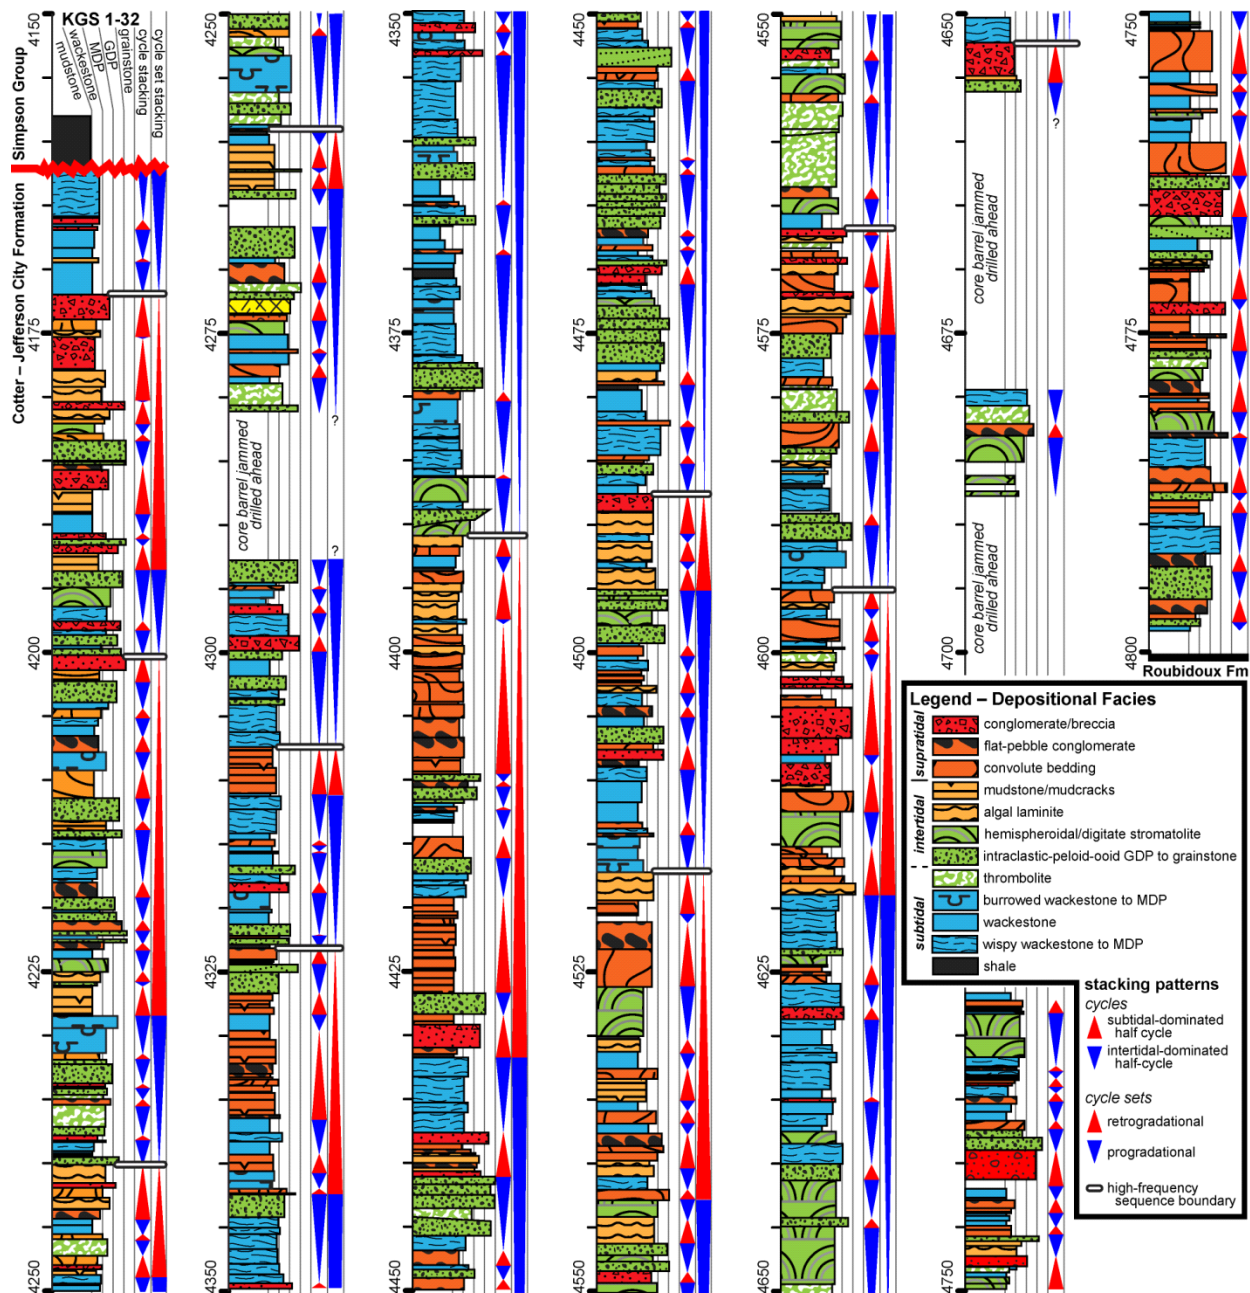 KGS 1-32
mudstone
wackestone
MDP
GDP
grainstone
cycle stacking
cycle set stacking
Simpson Group
Cotter – Jefferson City Formation
4150
4175
4200
4225
4250
4250
4275
core barrel jammed
drilled ahead
?
?
4300
4325
4350
4350
4375
4400
4425
4450
4450
4475
4500
4525
4550
4550
4575
4600
4625
4650
4650
?
core barrel jammed
drilled ahead
4675
core barrel jammed
drilled ahead
4700
4750
4750
4775
4800
Roubidoux Fm
Legend – Depositional Facies
supratidal
conglomerate/breccia
flat-pebble conglomerate
convolute bedding
intertidal
mudstone/mudcracks
algal laminite
hemispheroidal/digitate stromatolite
intraclastic-peloid-ooid GDP to grainstone
subtidal
thrombolite
burrowed wackestone to MDP
wackestone
wispy wackestone to MDP
shale
stacking patterns
cycles
subtidal-dominated
half cycle
intertidal-dominated
half-cycle
cycle sets
retrogradational
progradational
high-frequency
sequence boundary